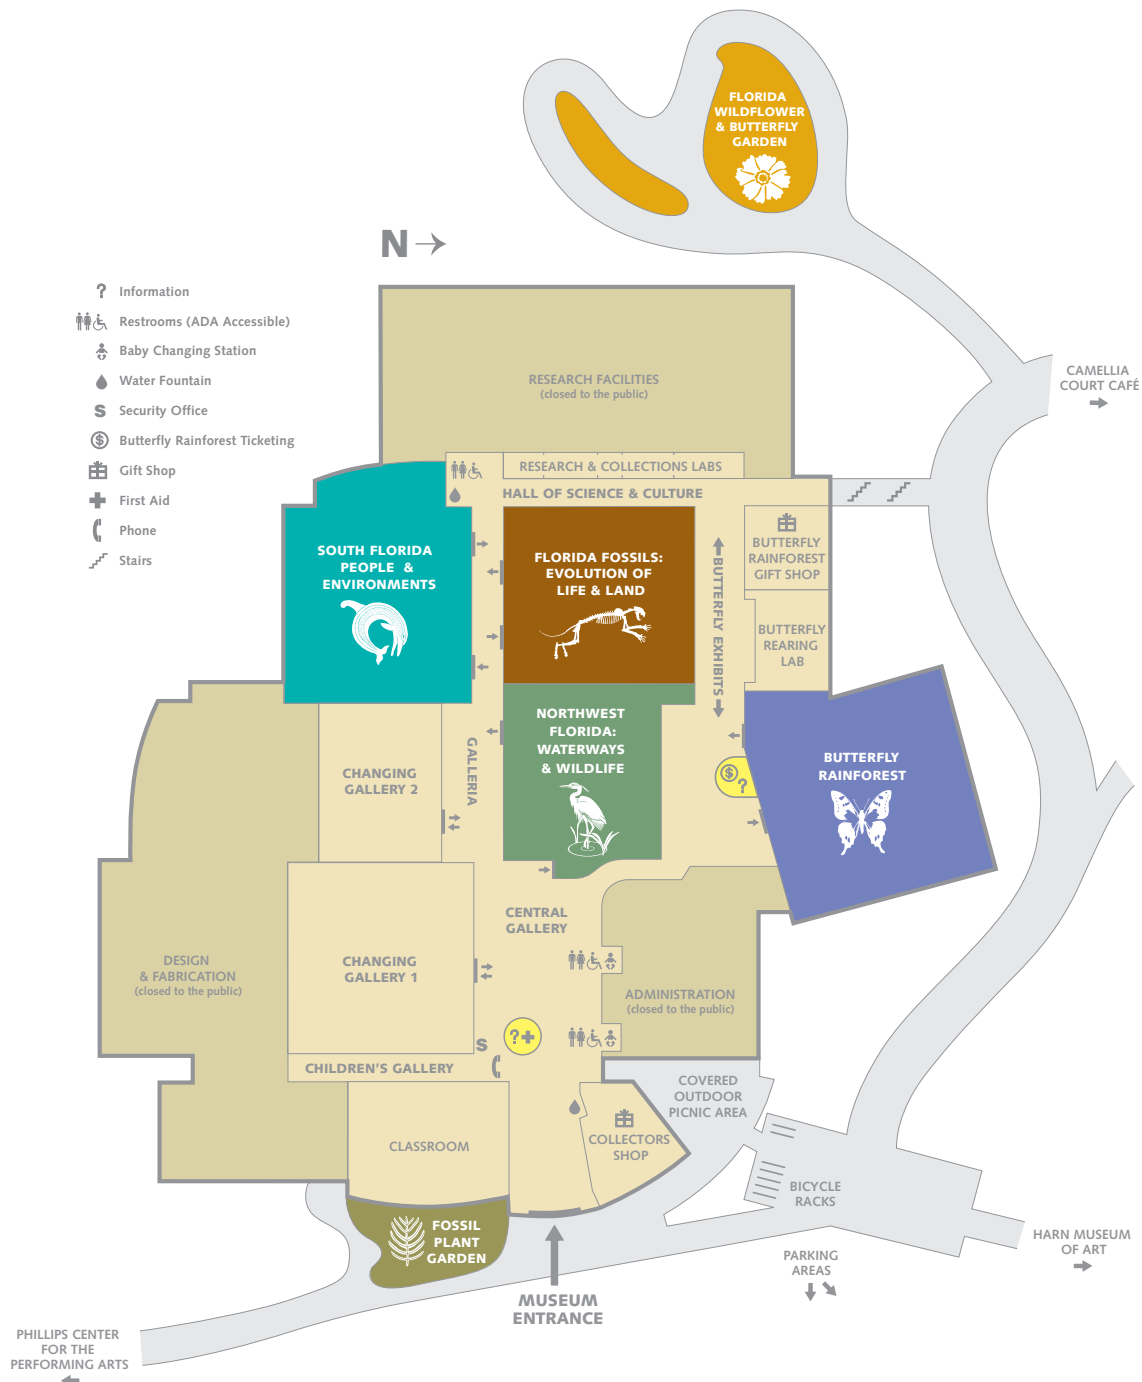 FLORIDA
WILDFLOWER
& BUTTERFLY
GARDEN
N
? Information
Restrooms (ADA Accessible)
Baby Changing Station
Water Fountain
S Security Office
$ Butterfly Rainforest Ticketing
Gift Shop
First Aid
Phone
Stairs
CAMELLIA
COURT CAFÉ
RESEARCH FACILITIES
(closed to the public)
RESEARCH & COLLECTIONS LABS
HALL OF SCIENCE & CULTURE
SOUTH FLORIDA
PEOPLE &
ENVIRONMENTS
FLORIDA FOSSILS:
EVOLUTION OF
LIFE & LAND
BUTTERFLY EXHIBITS
BUTTERFLY
RAINFOREST
GIFT SHOP
BUTTERFLY
REARING
LAB
NORTHWEST
FLORIDA:
WATERWAYS
& WILDLIFE
GALLERIA
CHANGING
GALLERY 2
$
?
BUTTERFLY
RAINFOREST
CENTRAL
GALLERY
DESIGN
& FABRICATION
(closed to the public)
CHANGING
GALLERY 1
ADMINISTRATION
(closed to the public)
?
S
CHILDREN'S GALLERY
COVERED
OUTDOOR
PICNIC AREA
CLASSROOM
COLLECTORS
SHOP
BICYCLE
RACKS
FOSSIL
PLANT
GARDEN
HARN MUSEUM
OF ART
PARKING
AREAS
MUSEUM
ENTRANCE
PHILLIPS CENTER
FOR THE
PERFORMING ARTS